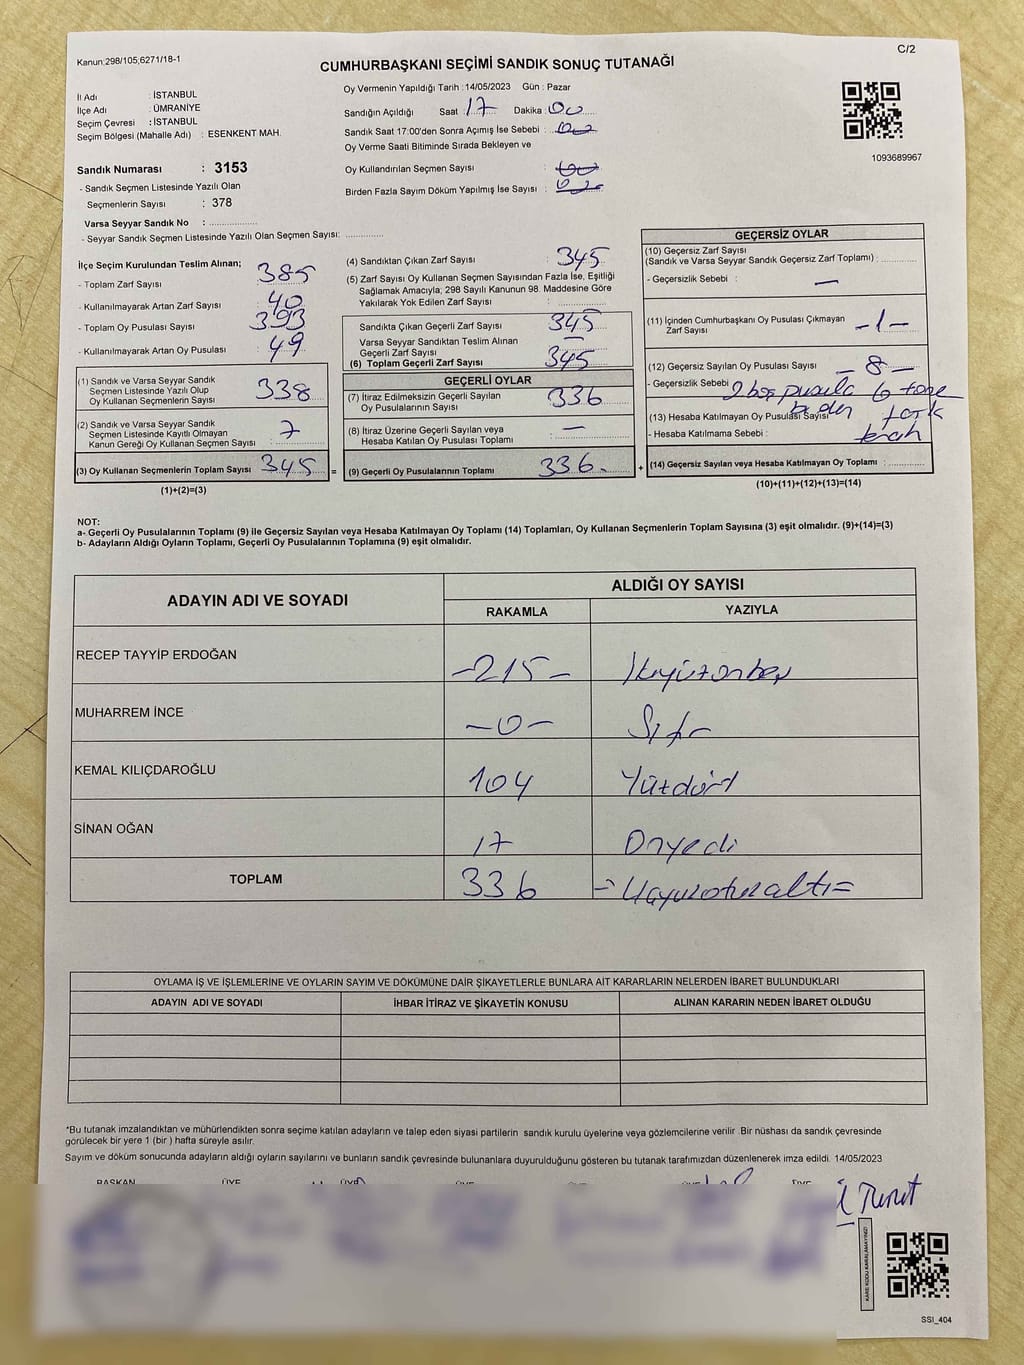 Kanun;298/105;6271/18-1
C/2
CUMHURBAŞKANI SEÇİMİ SANDIK SONUÇ TUTANAĞI
İl Adı : İSTANBUL
İlçe Adı : ÜMRANİYE
Seçim Çevresi : İSTANBUL
Seçim Bölgesi (Mahalle Adı) : ESENKENT MAH.
Sandık Numarası : 3153
- Sandık Seçmen Listesinde Yazılı Olan
Seçmenlerin Sayısı : 378
Varsa Seyyar Sandık No :
- Seyyar Sandık Seçmen Listesinde Yazılı Olan Seçmen Sayısı:
Oy Vermenin Yapıldığı Tarih : 14/05/2023 Gün : Pazar
Sandığın Açıldığı Saat : 17 Dakika : 00
Sandık Saat 17:00'den Sonra Açımış İse Sebebi :
Oy Verme Saati Bitiminde Sırada Bekleyen ve
Oy Kullandırılan Seçmen Sayısı :
Birden Fazla Sayım Döküm Yapılmış İse Sayısı :
1093689967
İlçe Seçim Kurulundan Teslim Alınan;
- Toplam Zarf Sayısı : 385
- Kullanılmayarak Artan Zarf Sayısı : 40
- Toplam Oy Pusulası Sayısı : 393
- Kullanılmayarak Artan Oy Pusulası : 49
(1) Sandık ve Varsa Seyyar Sandık
Seçmen Listesinde Yazılı Olup
Oy Kullanan Seçmenlerin Sayısı : 338
(2) Sandık ve Varsa Seyyar Sandık
Seçmen Listesinde Kayıtlı Olmayan
Kanun Gereği Oy Kullanan Seçmen Sayısı : 7
(3) Oy Kullanan Seçmenlerin Toplam Sayısı : 345 =
(1)+(2)=(3)
(4) Sandıktan Çıkan Zarf Sayısı : 345
(5) Zarf Sayısı Oy Kullanan Seçmen Sayısından Fazla İse, Eşitliği
Sağlamak Amacıyla; 298 Sayılı Kanunun 98. Maddesine Göre
Yakılarak Yok Edilen Zarf Sayısı :
Sandıkta Çıkan Geçerli Zarf Sayısı : 345
Varsa Seyyar Sandıktan Teslim Alınan
Geçerli Zarf Sayısı : —
(6) Toplam Geçerli Zarf Sayısı : 345
GEÇERLİ OYLAR
(7) İtiraz Edilmeksizin Geçerli Sayılan
Oy Pusulalarının Sayısı : 336
(8) İtiraz Üzerine Geçerli Sayılan veya
Hesaba Katılan Oy Pusulası Toplamı : —
(9) Geçerli Oy Pusulalarının Toplamı : 336. +
GEÇERSİZ OYLAR
(10) Geçersiz Zarf Sayısı
(Sandık ve Varsa Seyyar Sandık Geçersiz Zarf Toplamı) :
- Geçersizlik Sebebi : —
(11) İçinden Cumhurbaşkanı Oy Pusulası Çıkmayan
Zarf Sayısı : -1-
(12) Geçersiz Sayılan Oy Pusulası Sayısı : - 8 -
- Geçersizlik Sebebi : 2 boş pusula 6 tane
birden fazla
(13) Hesaba Katılmayan Oy Pusulası Sayısı
- Hesaba Katılmama Sebebi : tercih
(14) Geçersiz Sayılan veya Hesaba Katılmayan Oy Toplamı :
(10)+(11)+(12)+(13)=(14)
NOT:
a- Geçerli Oy Pusulalarının Toplamı (9) ile Geçersiz Sayılan veya Hesaba Katılmayan Oy Toplamı (14) Toplamları, Oy Kullanan Seçmenlerin Toplam Sayısına (3) eşit olmalıdır. (9)+(14)=(3)
b- Adayların Aldığı Oyların Toplamı, Geçerli Oy Pusulalarının Toplamına (9) eşit olmalıdır.
ADAYIN ADI VE SOYADI
ALDIĞI OY SAYISI
RAKAMLA YAZIYLA
RECEP TAYYİP ERDOĞAN -215- İkiyüzonbeş
MUHARREM İNCE -0- Sıfır
KEMAL KILIÇDAROĞLU 104 Yüzdört
SİNAN OĞAN 17 Onyedi
TOPLAM 336 = Üçyüzotuzaltı =
OYLAMA İŞ VE İŞLEMLERİNE VE OYLARIN SAYIM VE DÖKÜMÜNE DAİR ŞİKAYETLERLE BUNLARA AİT KARARLARIN NELERDEN İBARET BULUNDUKLARI
ADAYIN ADI VE SOYADI İHBAR İTİRAZ VE ŞİKAYETİN KONUSU ALINAN KARARIN NEDEN İBARET OLDUĞU
*Bu tutanak imzalandıktan ve mühürlendikten sonra seçime katılan adayların ve talep eden siyasi partilerin sandık kurulu üyelerine veya gözlemcilerine verilir .Bir nüshası da sandık çevresinde
görülecek bir yere 1 (bir ) hafta süreyle asılır.
Sayım ve döküm sonucunda adayların aldığı oyların sayılarını ve bunların sandık çevresinde bulunanlara duyurulduğunu gösteren bu tutanak tarafımızdan düzenlenerek imza edildi. 14/05/2023
BAŞKAN ÜYE ÜYE ÜYE ÜYE ÜYE ÜYE
KARE KODU KARALAMAYINIZ!
SSI_404